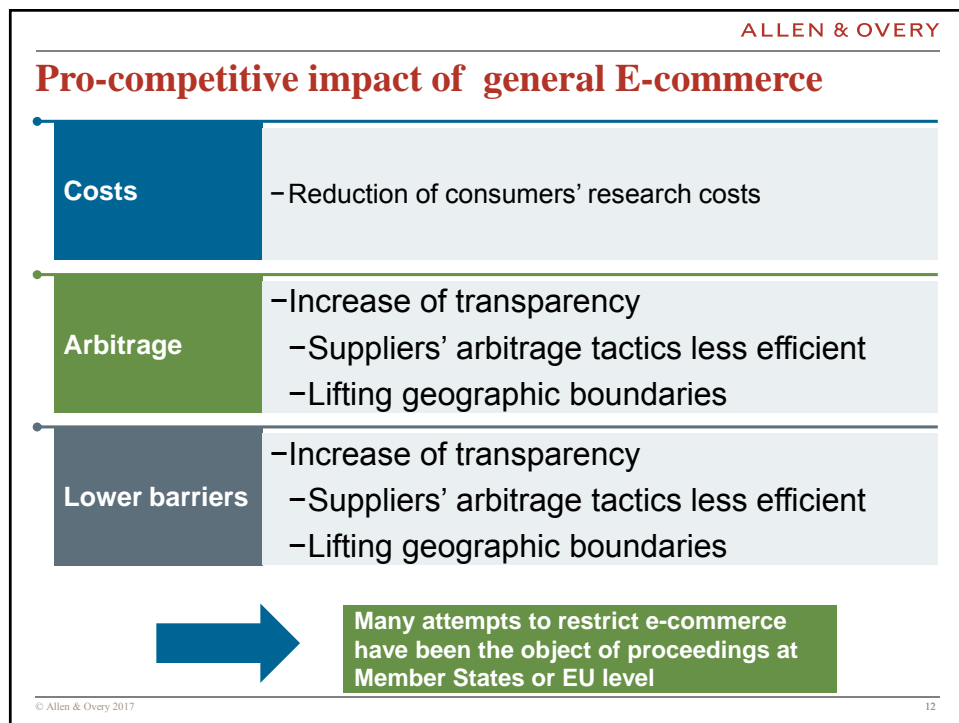 ALLEN & OVERY
Pro-competitive impact of general E-commerce
Costs
−Reduction of consumers’ research costs
Arbitrage
−Increase of transparency
−Suppliers’ arbitrage tactics less efficient
−Lifting geographic boundaries
Lower barriers
−Increase of transparency
−Suppliers’ arbitrage tactics less efficient
−Lifting geographic boundaries
Many attempts to restrict e-commerce
have been the object of proceedings at
Member States or EU level
© Allen & Overy 2017
12